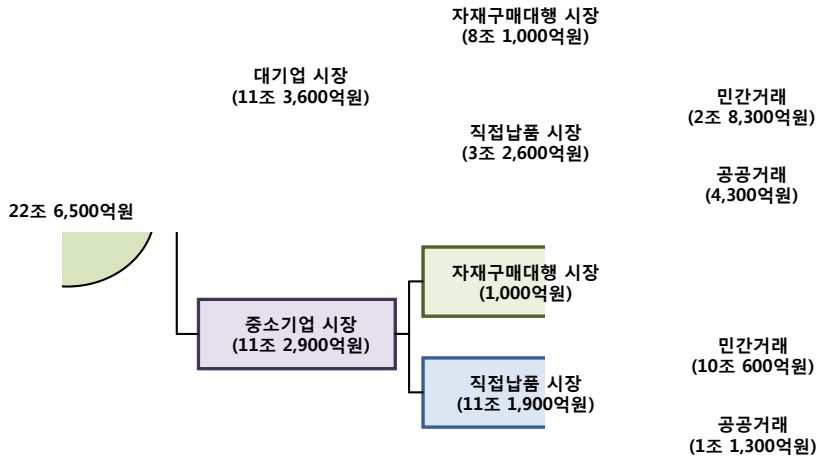 자재구매대행 시장
(8조 1,000억원)
대기업 시장
(11조 3,600억원)
민간거래
(2조 8,300억원)
직접납품 시장
(3조 2,600억원)
공공거래
(4,300억원)
22조 6,500억원
자재구매대행 시장
(1,000억원)
중소기업 시장
(11조 2,900억원)
민간거래
(10조 600억원)
직접납품 시장
(11조 1,900억원)
공공거래
(1조 1,300억원)